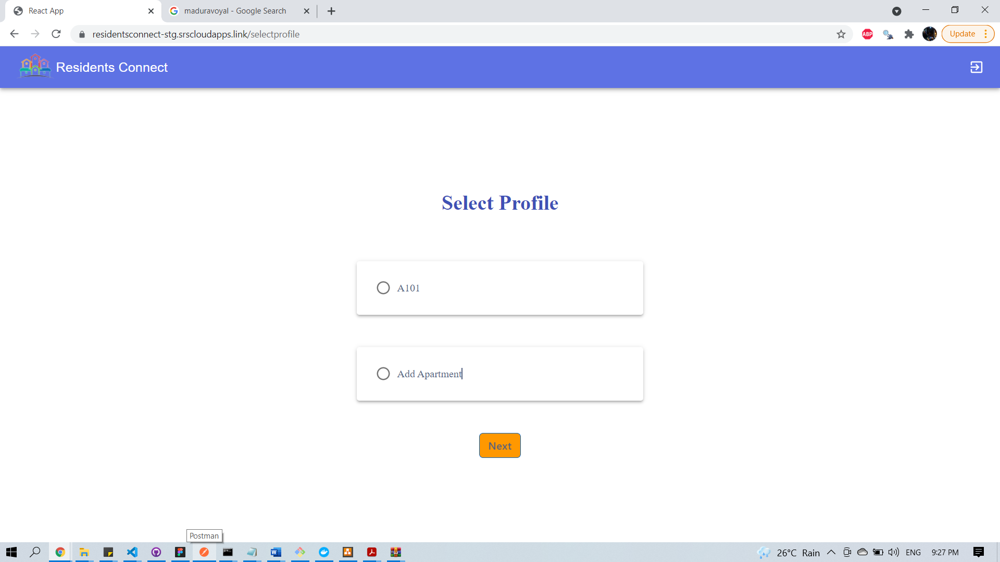 React App
maduravoyal - Google Search
residentsconnect-stg.srscloudapps.link/selectprofile
ABP
Update
Residents Connect
Select Profile
A101
Add Apartment
Next
Postman
26°C Rain
ENG
9:27 PM